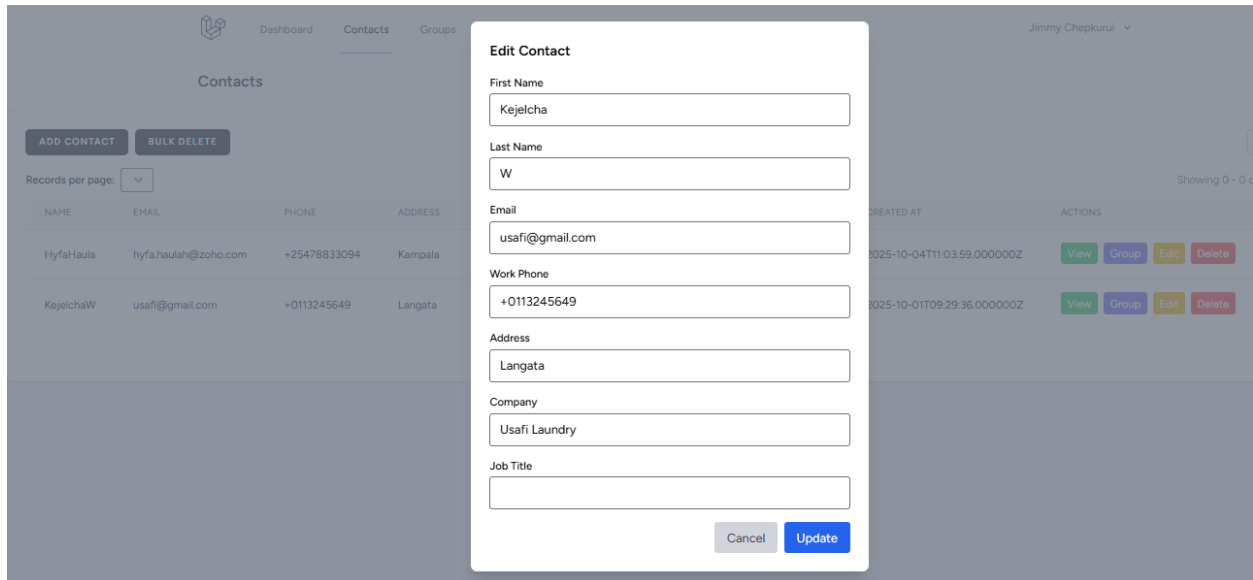 Dashboard Contacts Groups Jimmy Chepkurui
Contacts
ADD CONTACT BULK DELETE
Records per page: Showing 0 - 0
NAME EMAIL PHONE ADDRESS CREATED AT ACTIONS
HyfaHaula hyfa.haulah@zoho.com +25478833094 Kampala 2025-10-04T11:03:59.000000Z View Group Edit Delete
KejelchaW usafi@gmail.com +0113245649 Langata 2025-10-01T09:29:36.000000Z View Group Edit Delete
Edit Contact
First Name
Kejelcha
Last Name
W
Email
usafi@gmail.com
Work Phone
+0113245649
Address
Langata
Company
Usafi Laundry
Job Title
Cancel Update